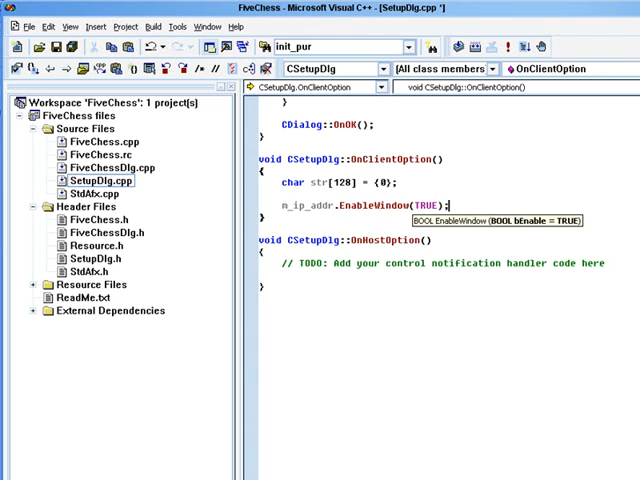 FiveChess - Microsoft Visual C++ - [SetupDlg.cpp *]
File Edit View Insert Project Build Tools Window Help
init_pur
CSetupDlg [All class members] OnClientOption
CSetupDlg.OnClientOption void CSetupDlg::OnClientOption()
Workspace 'FiveChess': 1 project(s)
FiveChess files
Source Files
FiveChess.cpp
FiveChess.rc
FiveChessDlg.cpp
SetupDlg.cpp
StdAfx.cpp
Header Files
FiveChess.h
FiveChessDlg.h
Resource.h
SetupDlg.h
StdAfx.h
Resource Files
ReadMe.txt
External Dependencies
}
CDialog::OnOK();
}
void CSetupDlg::OnClientOption()
{
char str[128] = {0};
m_ip_addr.EnableWindow(TRUE);
}
BOOL EnableWindow (BOOL bEnable = TRUE)
void CSetupDlg::OnHostOption()
{
// TODO: Add your control notification handler code here
}